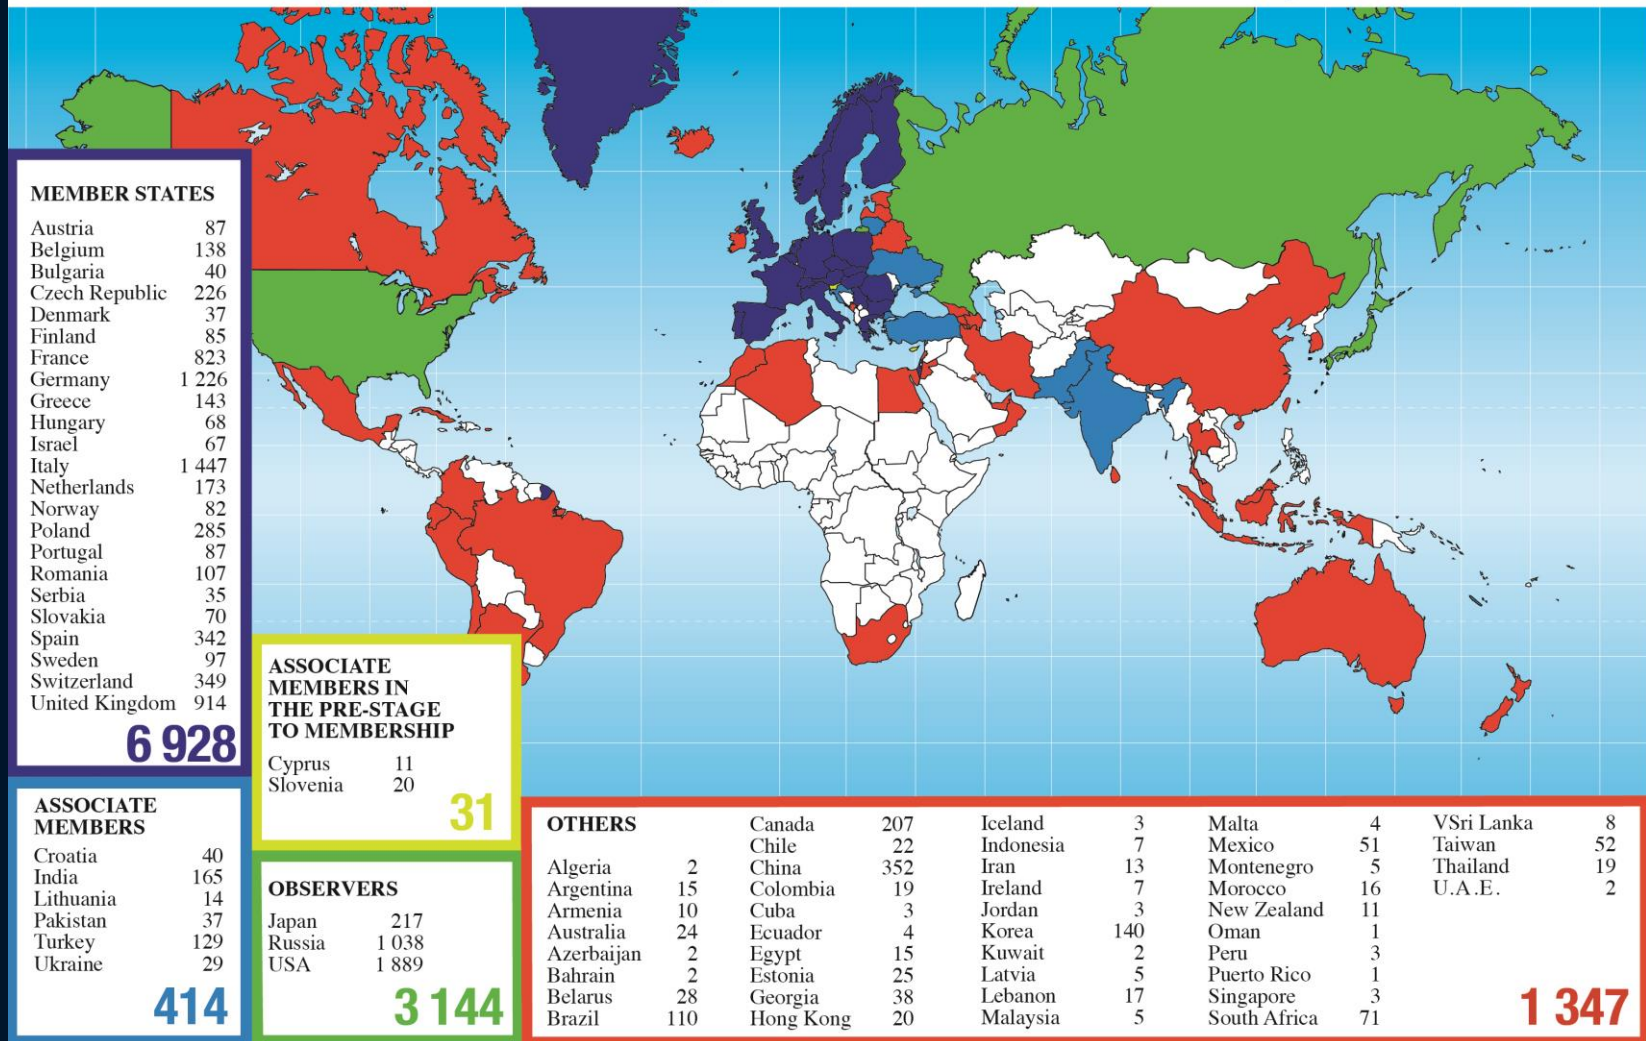 MEMBER STATES
Austria 87
Belgium 138
Bulgaria 40
Czech Republic 226
Denmark 37
Finland 85
France 823
Germany 1 226
Greece 143
Hungary 68
Israel 67
Italy 1 447
Netherlands 173
Norway 82
Poland 285
Portugal 87
Romania 107
Serbia 35
Slovakia 70
Spain 342
Sweden 97
Switzerland 349
United Kingdom 914
6 928
ASSOCIATE
MEMBERS
Croatia 40
India 165
Lithuania 14
Pakistan 37
Turkey 129
Ukraine 29
414
ASSOCIATE
MEMBERS IN
THE PRE-STAGE
TO MEMBERSHIP
Cyprus 11
Slovenia 20
31
OBSERVERS
Japan 217
Russia 1 038
USA 1 889
3 144
OTHERS
Algeria 2
Argentina 15
Armenia 10
Australia 24
Azerbaijan 2
Bahrain 2
Belarus 28
Brazil 110
Canada 207
Chile 22
China 352
Colombia 19
Cuba 3
Ecuador 4
Egypt 15
Estonia 25
Georgia 38
Hong Kong 20
Iceland 3
Indonesia 7
Iran 13
Ireland 7
Jordan 3
Korea 140
Kuwait 2
Latvia 5
Lebanon 17
Malaysia 5
Malta 4
Mexico 51
Montenegro 5
Morocco 16
New Zealand 11
Oman 1
Peru 3
Puerto Rico 1
Singapore 3
South Africa 71
VSri Lanka 8
Taiwan 52
Thailand 19
U.A.E. 2
1 347